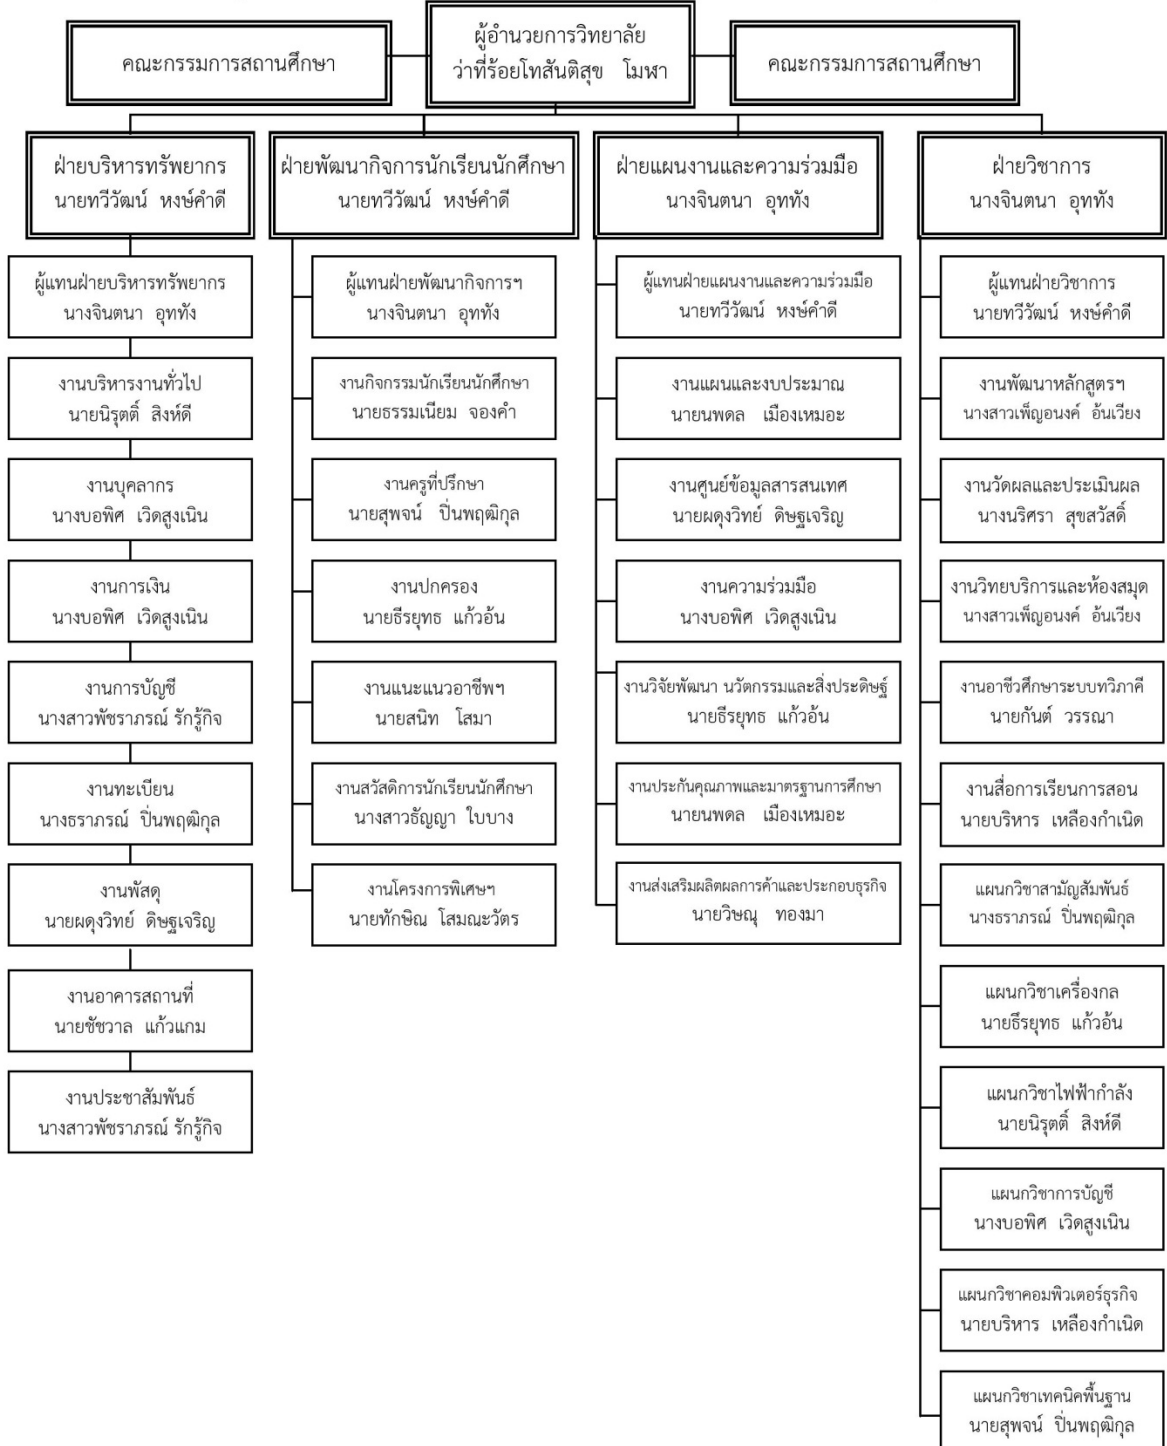 คณะกรรมการสถานศึกษา
ผู้อำนวยการวิทยาลัย
ว่าที่ร้อยโทสันติสุข โมฬา
คณะกรรมการสถานศึกษา
ฝ่ายบริหารทรัพยากร
นายทวีวัฒน์ หงษ์คำดี
ผู้แทนฝ่ายบริหารทรัพยากร
นางจินตนา อุททัง
งานบริหารงานทั่วไป
นายนิรุตติ์ สิงห์ดี
งานบุคลากร
นางบอพิศ เวิดสูงเนิน
งานการเงิน
นางบอพิศ เวิดสูงเนิน
งานการบัญชี
นางสาวพัชราภรณ์ รักรู้กิจ
งานทะเบียน
นางธราภรณ์ ปิ่นพฤฒิกุล
งานพัสดุ
นายผดุงวิทย์ ดิษฐเจริญ
งานอาคารสถานที่
นายชัชวาล แก้วแกม
งานประชาสัมพันธ์
นางสาวพัชราภรณ์ รักรู้กิจ
ฝ่ายพัฒนากิจการนักเรียนนักศึกษา
นายทวีวัฒน์ หงษ์คำดี
ผู้แทนฝ่ายพัฒนากิจการฯ
นางจินตนา อุททัง
งานกิจกรรมนักเรียนนักศึกษา
นายธรรมเนียม จองคำ
งานครูที่ปรึกษา
นายสุพจน์ ปิ่นพฤฒิกุล
งานปกครอง
นายธีรยุทธ แก้วอ้น
งานแนะแนวอาชีพฯ
นายสนิท โสมา
งานสวัสดิการนักเรียนนักศึกษา
นางสาวธัญญา ใบบาง
งานโครงการพิเศษฯ
นายทักษิณ โสมณะวัตร
ฝ่ายแผนงานและความร่วมมือ
นางจินตนา อุททัง
ผู้แทนฝ่ายแผนงานและความร่วมมือ
นายทวีวัฒน์ หงษ์คำดี
งานแผนและงบประมาณ
นายนพดล เมืองเหมอะ
งานศูนย์ข้อมูลสารสนเทศ
นายผดุงวิทย์ ดิษฐเจริญ
งานความร่วมมือ
นางบอพิศ เวิดสูงเนิน
งานวิจัยพัฒนา นวัตกรรมและสิ่งประดิษฐ์
นายธีรยุทธ แก้วอ้น
งานประกันคุณภาพและมาตรฐานการศึกษา
นายนพดล เมืองเหมอะ
งานส่งเสริมผลิตผลการค้าและประกอบธุรกิจ
นายวิษณุ ทองมา
ฝ่ายวิชาการ
นางจินตนา อุททัง
ผู้แทนฝ่ายวิชาการ
นายทวีวัฒน์ หงษ์คำดี
งานพัฒนาหลักสูตรฯ
นางสาวเพ็ญอนงค์ อ้นเวียง
งานวัดผลและประเมินผล
นางนริศรา สุขสวัสดิ์
งานวิทยบริการและห้องสมุด
นางสาวเพ็ญอนงค์ อ้นเวียง
งานอาชีวศึกษาระบบทวิภาคี
นายกันต์ วรรณา
งานสื่อการเรียนการสอน
นายบริหาร เหลืองกำเนิด
แผนกวิชาสามัญสัมพันธ์
นางธราภรณ์ ปิ่นพฤฒิกุล
แผนกวิชาเครื่องกล
นายธีรยุทธ แก้วอ้น
แผนกวิชาไฟฟ้ากำลัง
นายนิรุตติ์ สิงห์ดี
แผนกวิชาการบัญชี
นางบอพิศ เวิดสูงเนิน
แผนกวิชาคอมพิวเตอร์ธุรกิจ
นายบริหาร เหลืองกำเนิด
แผนกวิชาเทคนิคพื้นฐาน
นายสุพจน์ ปิ่นพฤฒิกุล